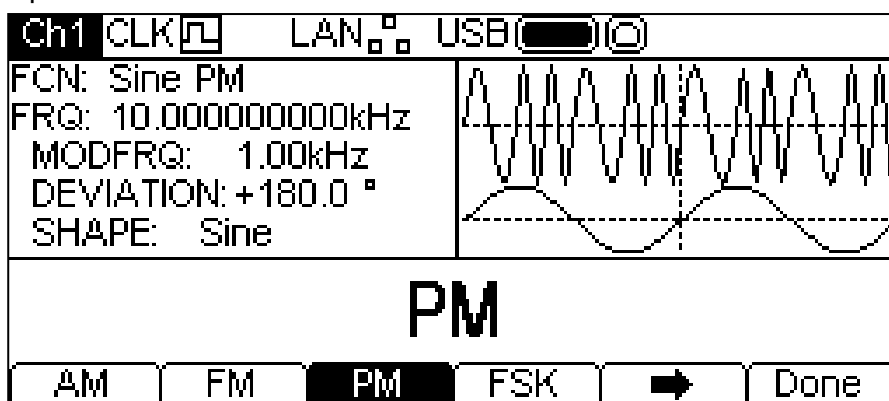 Ch1 CLK LAN USB
FCN: Sine PM
FRQ: 10.000000000kHz
MODFRQ: 1.00kHz
DEVIATION: +180.0 °
SHAPE: Sine
PM
AM FM PM FSK ➡ Done